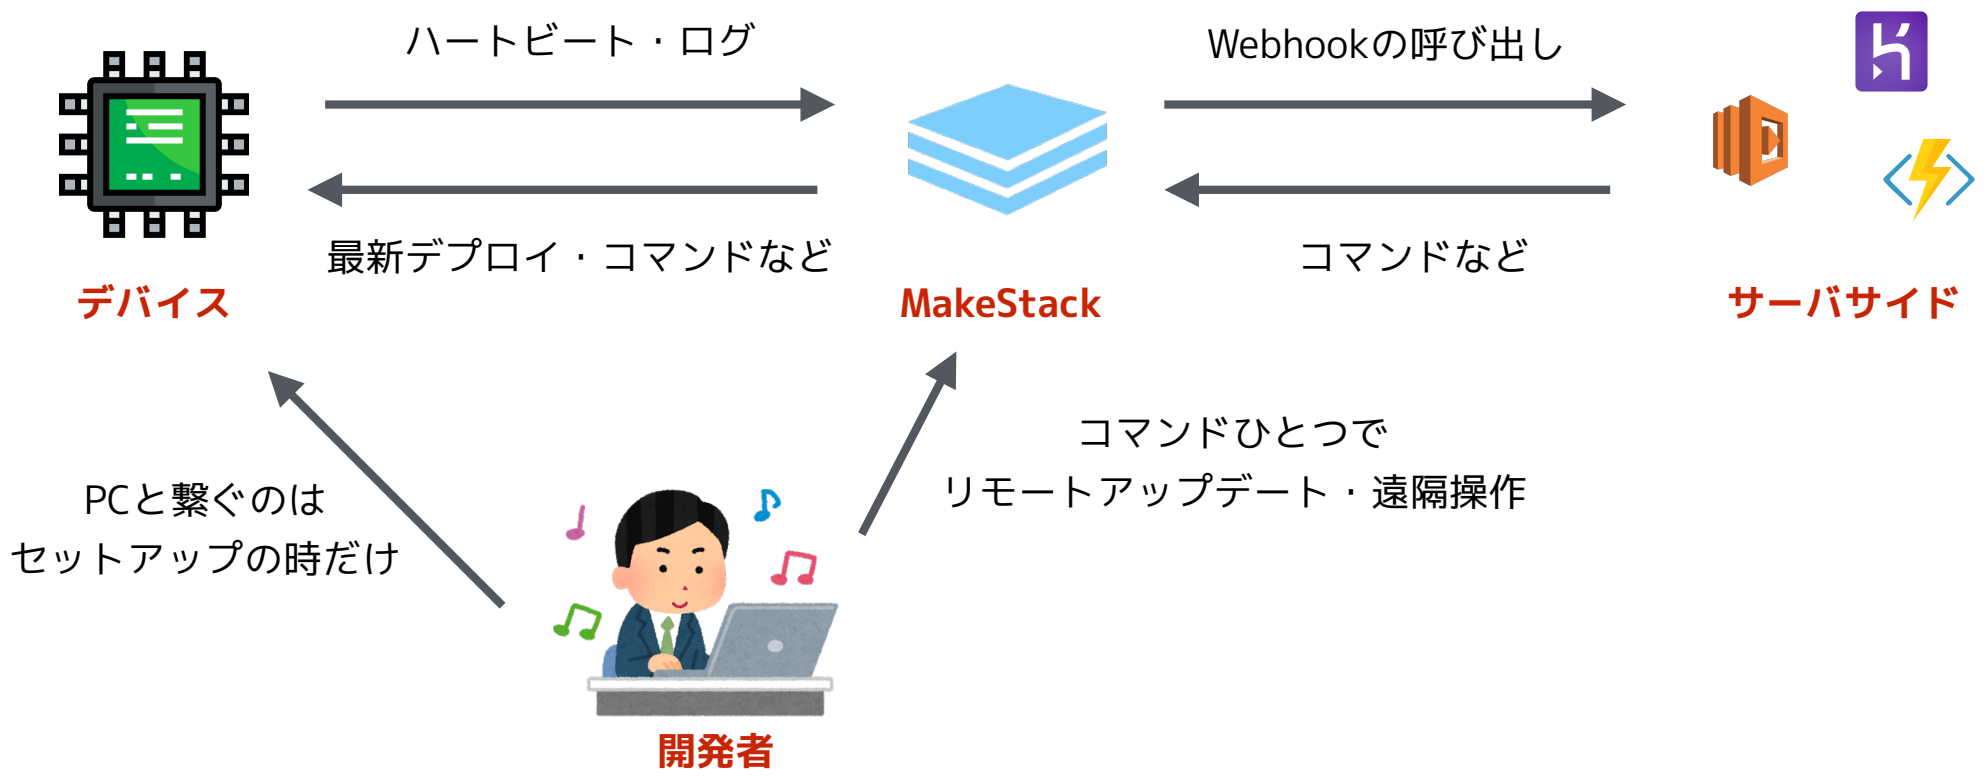 ハートビート・ログ
Webhookの呼び出し
最新デプロイ・コマンドなど
コマンドなど
デバイス
MakeStack
サーバサイド
コマンドひとつで
リモートアップデート・遠隔操作
PCと繋ぐのは
セットアップの時だけ
開発者